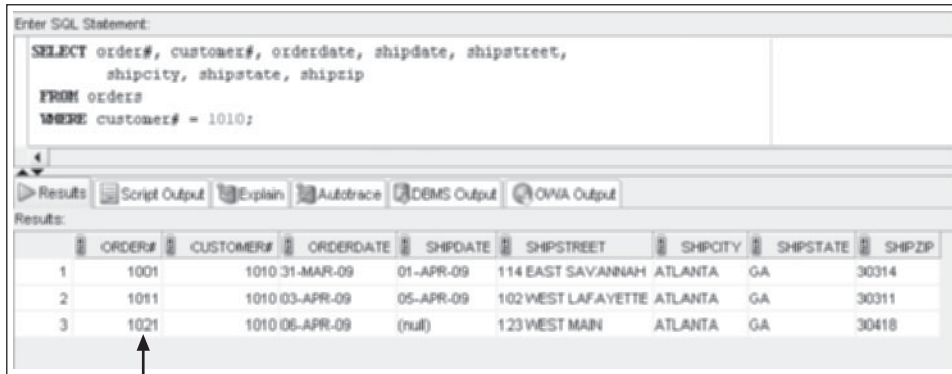 Enter SQL Statement:
SELECT order#, customer#, orderdate, shipdate, shipstreet,
shipcity, shipstate, shipzip
FROM orders
WHERE customer# = 1010;
Results Script Output Explain Autotrace DBMS Output OWA Output
Results:
ORDER# CUSTOMER# ORDERDATE SHIPDATE SHIPSTREET SHIPCITY SHIPSTATE SHIPZIP
1 1001 1010 31-MAR-09 01-APR-09 114 EAST SAVANNAH ATLANTA GA 30314
2 1011 1010 03-APR-09 05-APR-09 102 WEST LAFAYETTE ATLANTA GA 30311
3 1021 1010 06-APR-09 (null) 123 WEST MAIN ATLANTA GA 30418